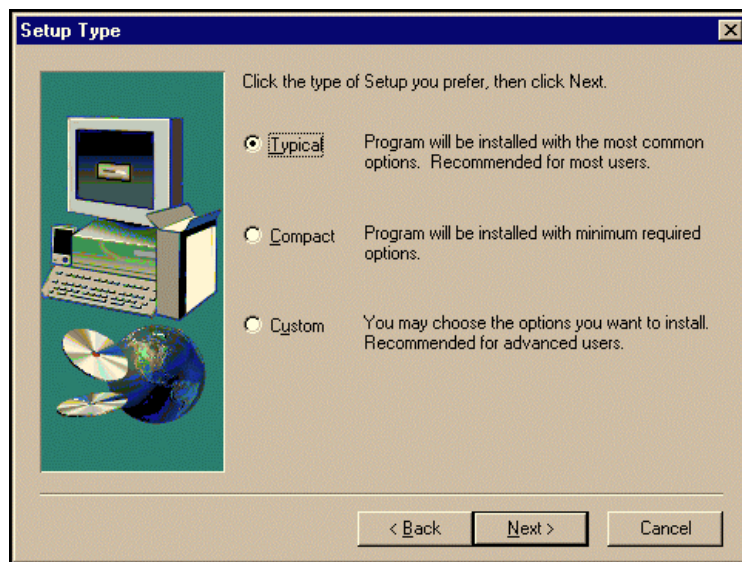 Setup Type
Click the type of Setup you prefer, then click Next.
Typical
Program will be installed with the most common
options.  Recommended for most users.
Compact
Program will be installed with minimum required
options.
Custom
You may choose the options you want to install.
Recommended for advanced users.
< Back
Next >
Cancel